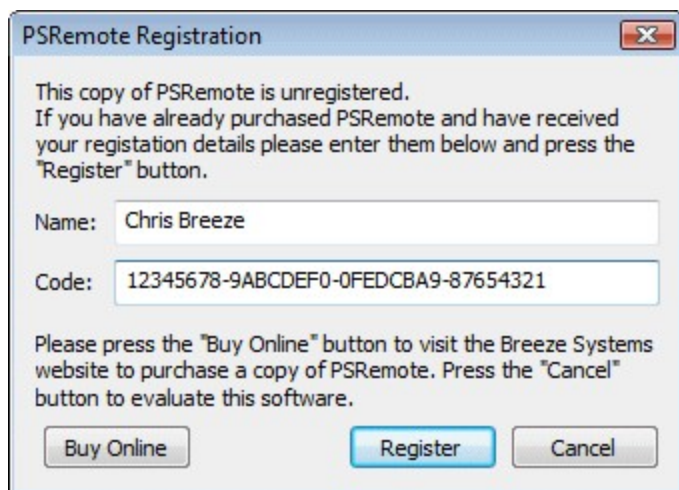 PSRemote Registration
This copy of PSRemote is unregistered.
If you have already purchased PSRemote and have received
your registation details please enter them below and press the
"Register" button.
Name: Chris Breeze
Code: 12345678-9ABCDEF0-0FEDCBA9-87654321
Please press the "Buy Online" button to visit the Breeze Systems
website to purchase a copy of PSRemote. Press the "Cancel"
button to evaluate this software.
Buy Online Register Cancel